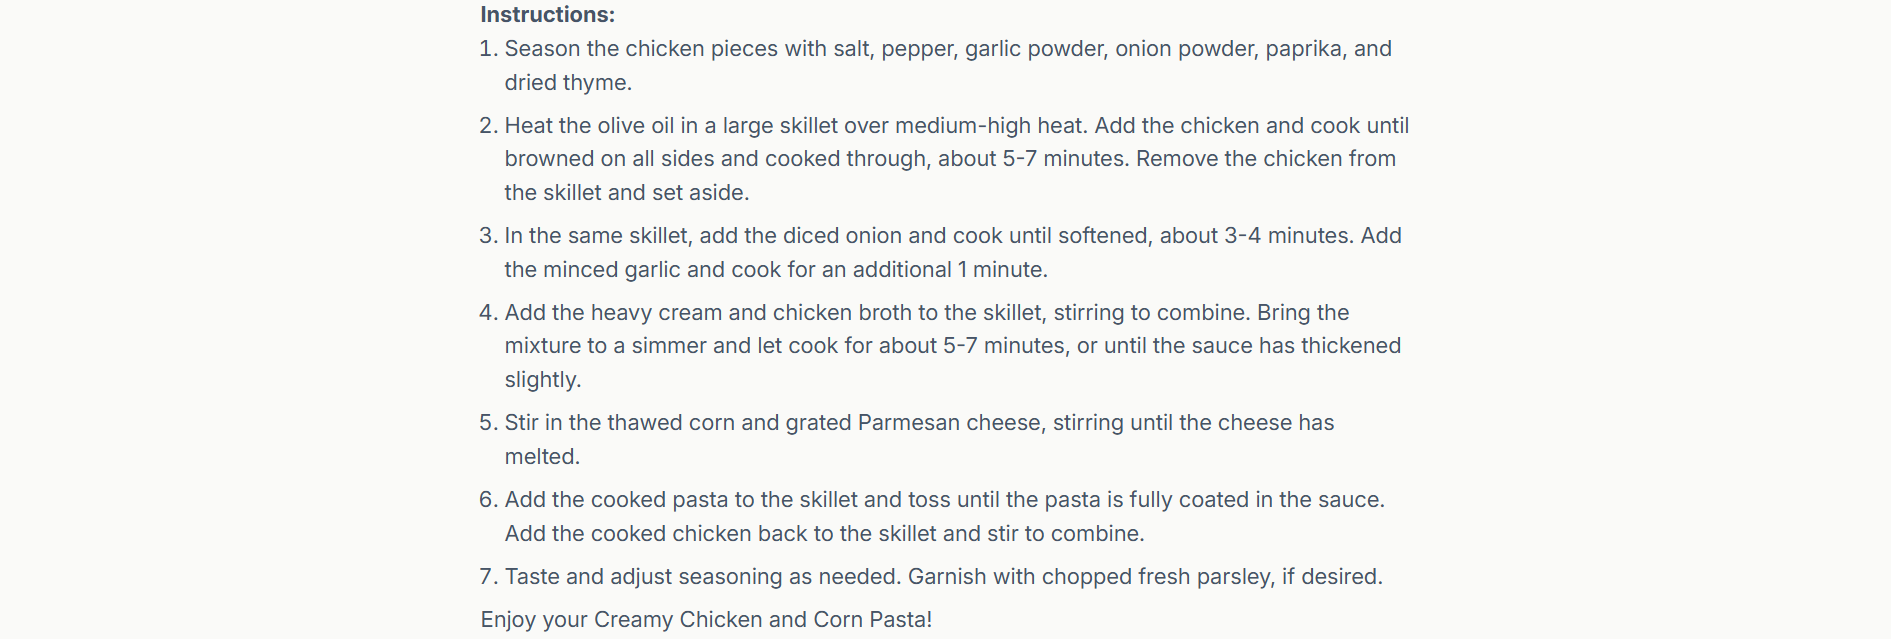 Instructions:
1. Season the chicken pieces with salt, pepper, garlic powder, onion powder, paprika, and
dried thyme.
2. Heat the olive oil in a large skillet over medium-high heat. Add the chicken and cook until
browned on all sides and cooked through, about 5-7 minutes. Remove the chicken from
the skillet and set aside.
3. In the same skillet, add the diced onion and cook until softened, about 3-4 minutes. Add
the minced garlic and cook for an additional 1 minute.
4. Add the heavy cream and chicken broth to the skillet, stirring to combine. Bring the
mixture to a simmer and let cook for about 5-7 minutes, or until the sauce has thickened
slightly.
5. Stir in the thawed corn and grated Parmesan cheese, stirring until the cheese has
melted.
6. Add the cooked pasta to the skillet and toss until the pasta is fully coated in the sauce.
Add the cooked chicken back to the skillet and stir to combine.
7. Taste and adjust seasoning as needed. Garnish with chopped fresh parsley, if desired.
Enjoy your Creamy Chicken and Corn Pasta!